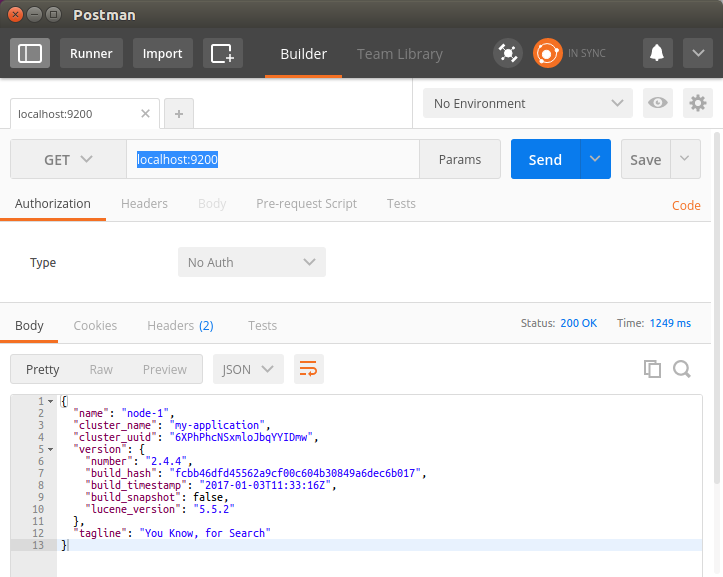 Postman
Runner
Import
Builder
Team Library
IN SYNC
localhost:9200
No Environment
GET
localhost:9200
Params
Send
Save
Authorization
Headers
Body
Pre-request Script
Tests
Code
Type
No Auth
Body
Cookies
Headers (2)
Tests
Status: 200 OK
Time: 1249 ms
Pretty
Raw
Preview
JSON
1 {
2 "name": "node-1",
3 "cluster_name": "my-application",
4 "cluster_uuid": "6XPhPhcNSxmloJbqYYIDmw",
5 "version": {
6 "number": "2.4.4",
7 "build_hash": "fcbb46dfd45562a9cf00c604b30849a6dec6b017",
8 "build_timestamp": "2017-01-03T11:33:16Z",
9 "build_snapshot": false,
10 "lucene_version": "5.5.2"
11 },
12 "tagline": "You Know, for Search"
13 }